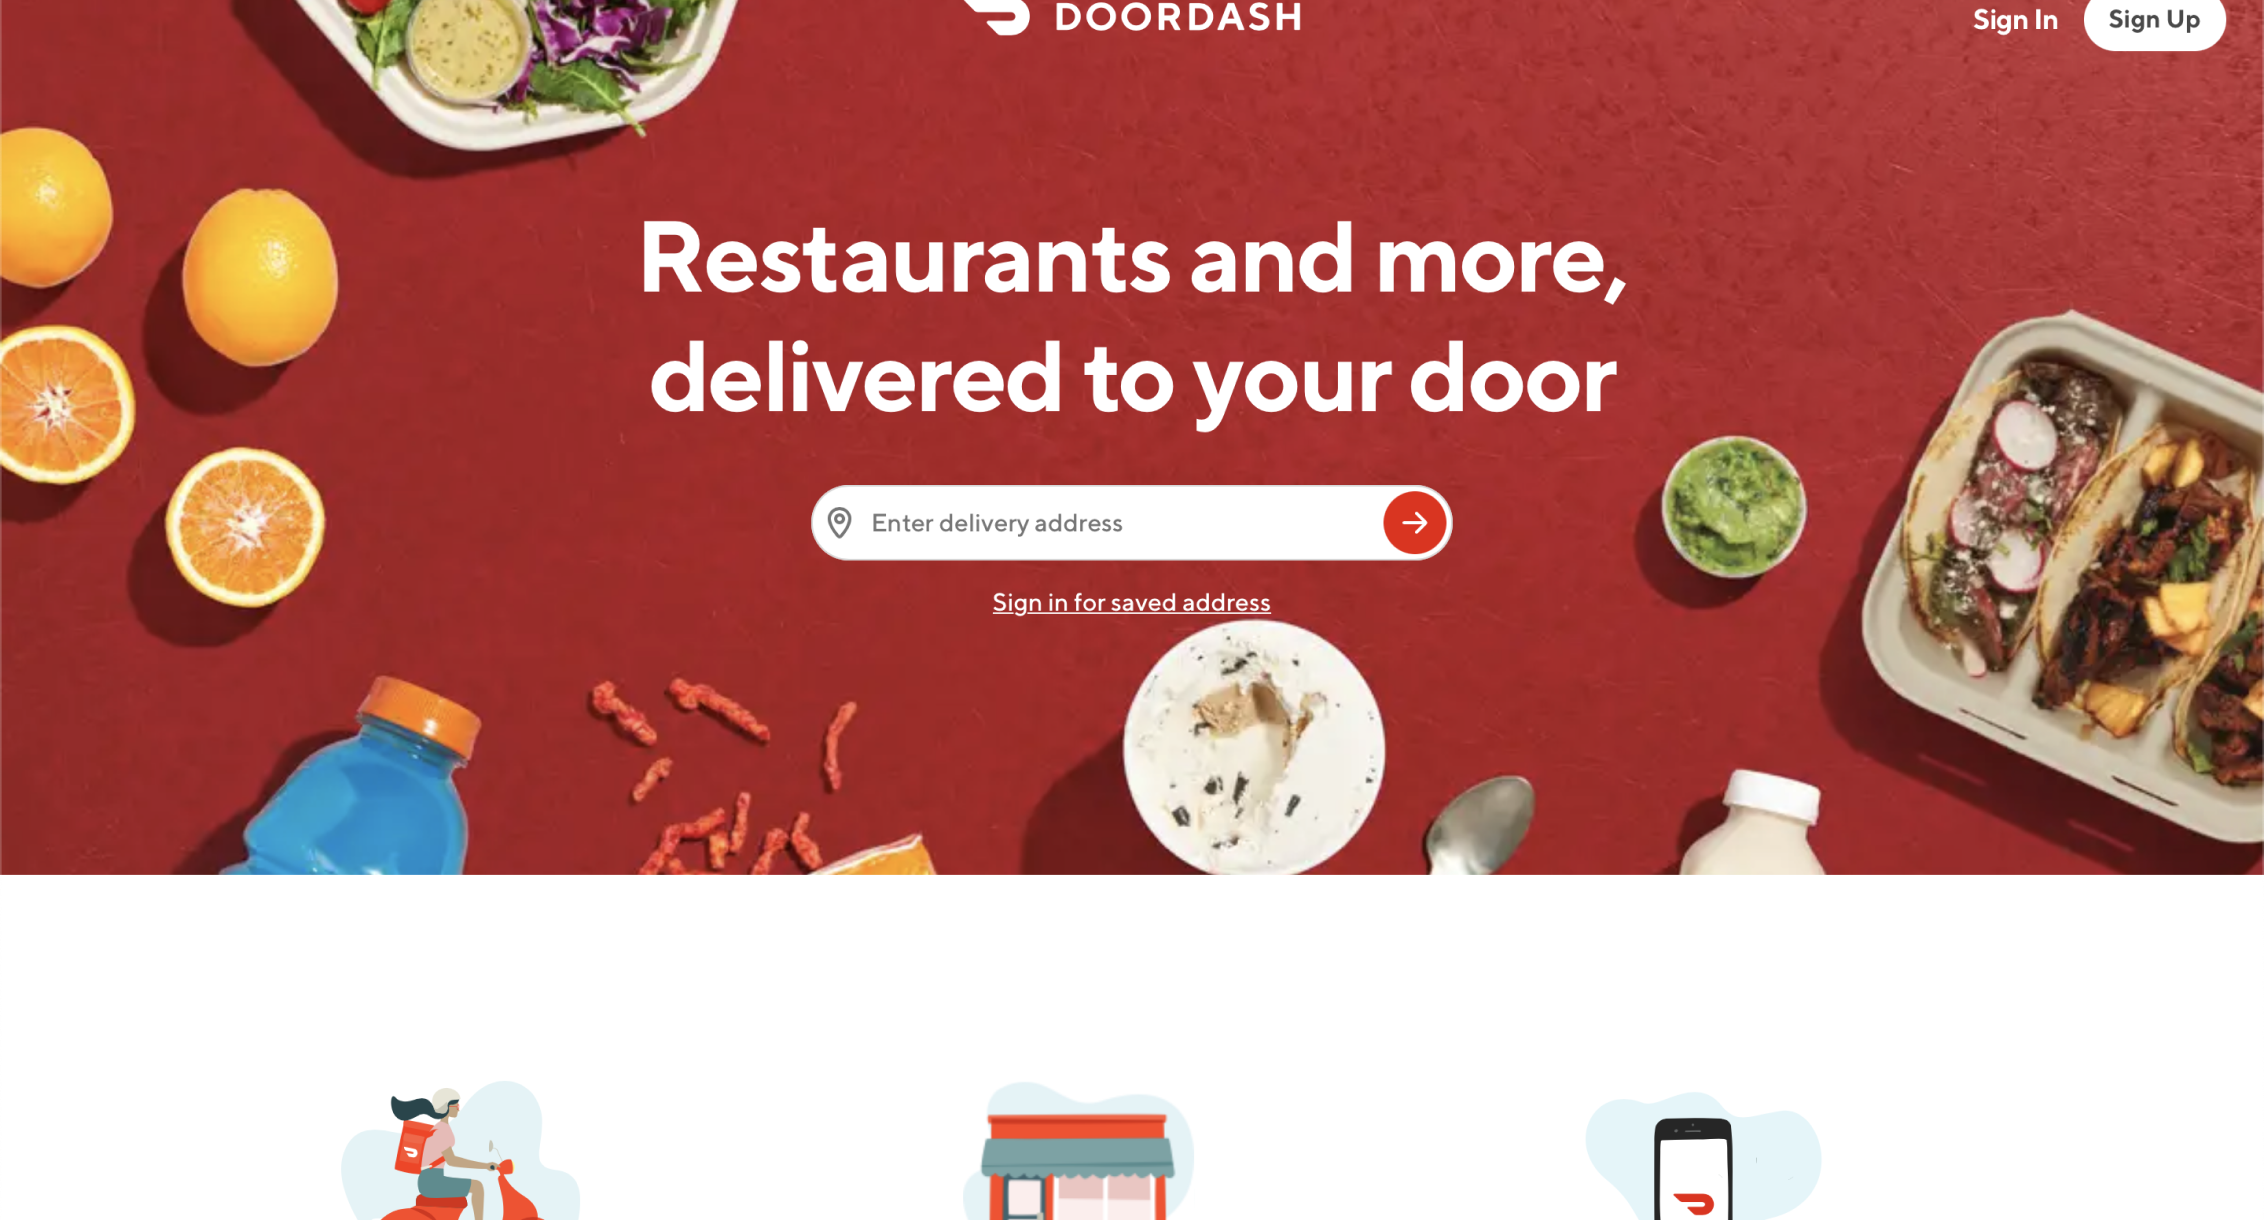 DOORDASH
Sign In
Sign Up
Restaurants and more,
delivered to your door
Enter delivery address
Sign in for saved address